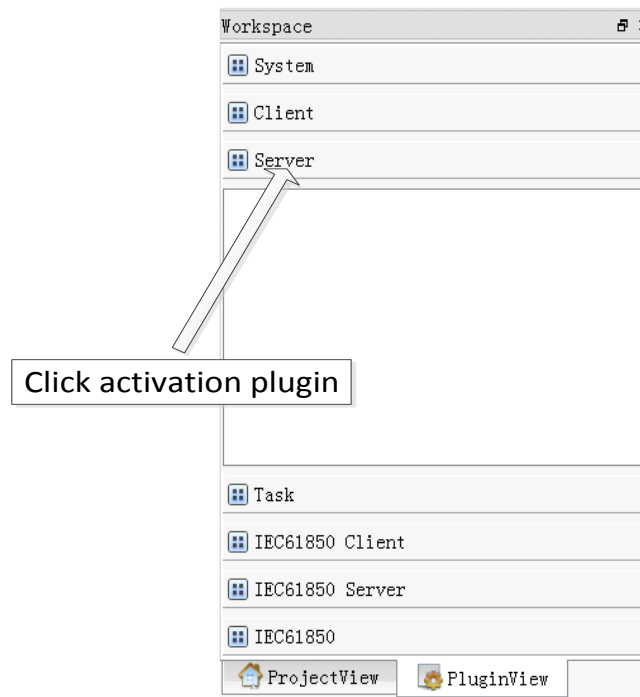 Workspace
System
Client
Server
Click activation plugin
Task
IEC61850 Client
IEC61850 Server
IEC61850
ProjectView PluginView